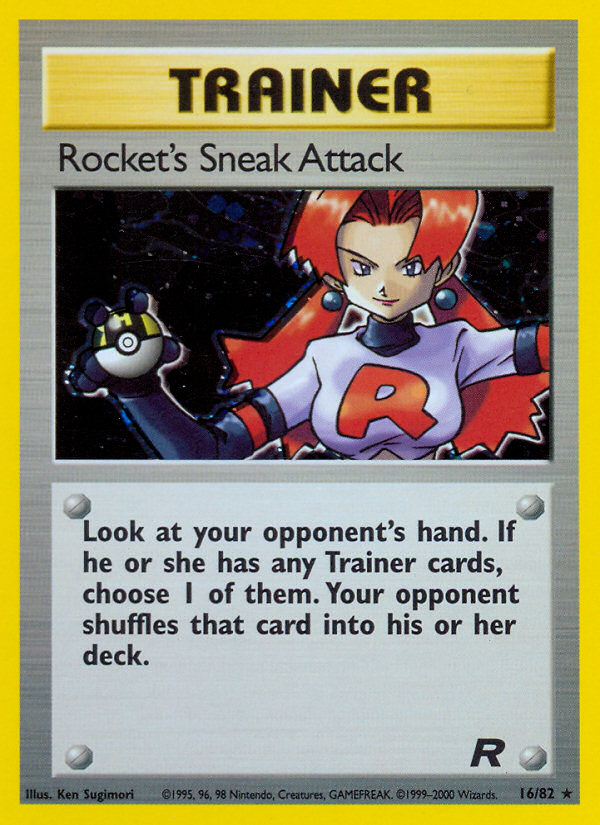 TRAINER
Rocket's Sneak Attack
R
Look at your opponent's hand. If
he or she has any Trainer cards,
choose 1 of them. Your opponent
shuffles that card into his or her
deck.
R
Illus. Ken Sugimori ©1995, 96, 98 Nintendo, Creatures, GAMEFREAK. ©1999–2000 Wizards. 16/82 ★